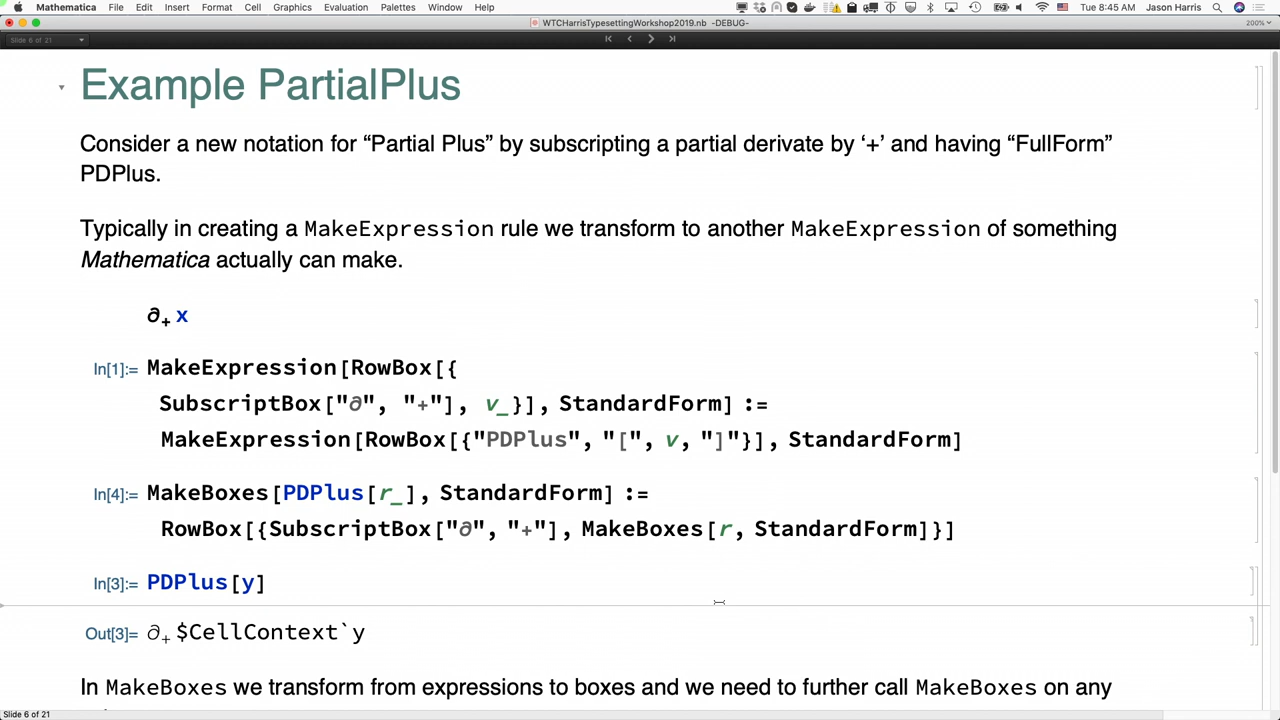 Mathematica File Edit Insert Format Cell Graphics Evaluation Palettes Window Help Tue 8:45 AM Jason Harris
WTCHarrisTypesettingWorkshop2019.nb -DEBUG- 200%
Slide 6 of 21
Example PartialPlus
Consider a new notation for “Partial Plus” by subscripting a partial derivate by ‘+’ and having “FullForm”
PDPlus.
Typically in creating a MakeExpression rule we transform to another MakeExpression of something
Mathematica actually can make.
∂+ x
In[1]:= MakeExpression[RowBox[{
SubscriptBox["∂", "+"], v_}], StandardForm] :=
MakeExpression[RowBox[{"PDPlus", "[", v, "]"}], StandardForm]
In[4]:= MakeBoxes[PDPlus[r_], StandardForm] :=
RowBox[{SubscriptBox["∂", "+"], MakeBoxes[r, StandardForm]}]
In[3]:= PDPlus[y]
Out[3]= ∂+ $CellContext`y
In MakeBoxes we transform from expressions to boxes and we need to further call MakeBoxes on any
Slide 6 of 21